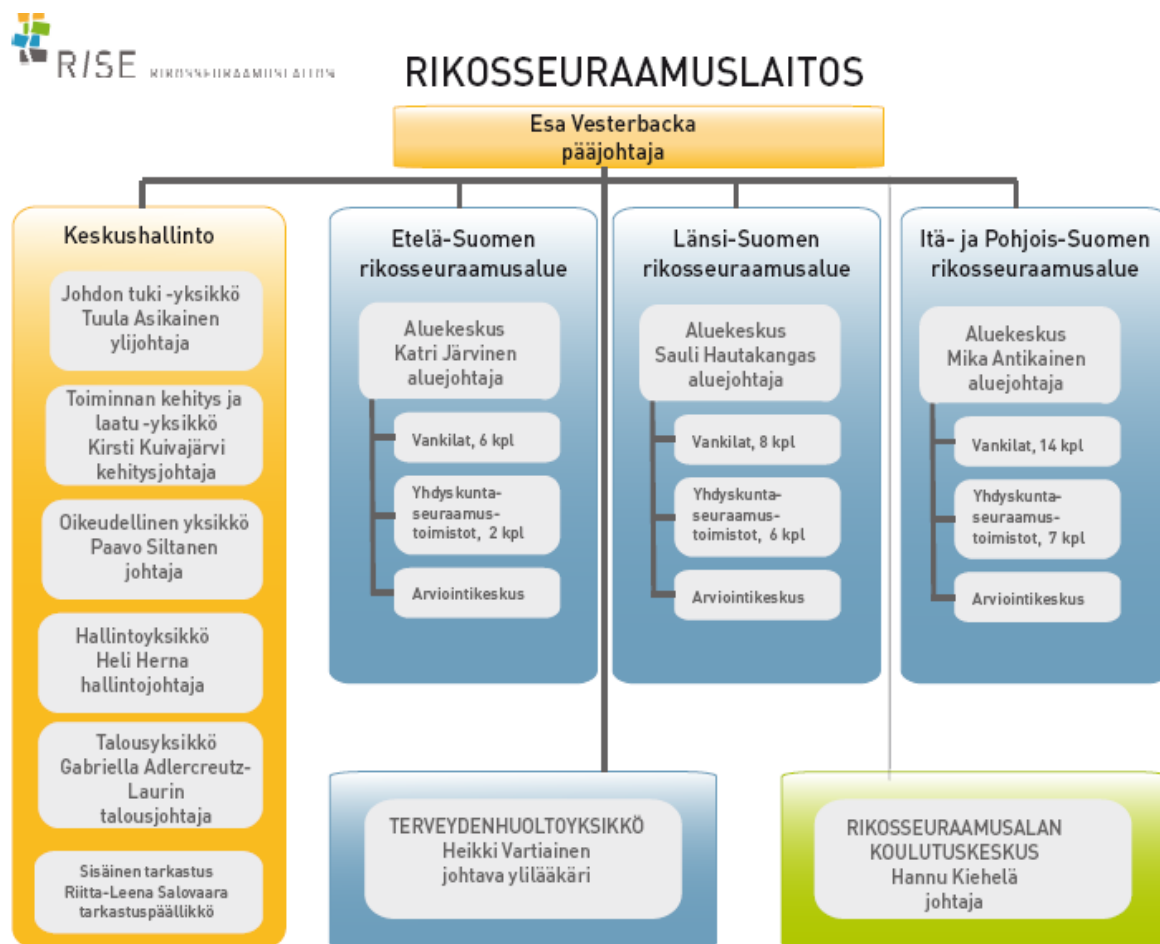 RISE RIKOSSEURAAMUSLAITOS
RIKOSSEURAAMUSLAITOS
Esa Vesterbacka
pääjohtaja
Keskushallinto
Johdon tuki -yksikkö
Tuula Asikainen
ylijohtaja
Toiminnan kehitys ja
laatu -yksikkö
Kirsti Kuivajärvi
kehitysjohtaja
Oikeudellinen yksikkö
Paavo Siltanen
johtaja
Hallintoyksikkö
Heli Herna
hallintojohtaja
Talousyksikkö
Gabriella Adlercreutz-
Laurin
talousjohtaja
Sisäinen tarkastus
Riitta-Leena Salovaara
tarkastuspäällikkö
Etelä-Suomen
rikosseuraamusalue
Aluekeskus
Katri Järvinen
aluejohtaja
Vankilat, 6 kpl
Yhdyskunta-
seuraamus-
toimistot, 2 kpl
Arviointikeskus
Länsi-Suomen
rikosseuraamusalue
Aluekeskus
Sauli Hautakangas
aluejohtaja
Vankilat, 8 kpl
Yhdyskunta-
seuraamus-
toimistot, 6 kpl
Arviointikeskus
Itä- ja Pohjois-Suomen
rikosseuraamusalue
Aluekeskus
Mika Antikainen
aluejohtaja
Vankilat, 14 kpl
Yhdyskunta-
seuraamus-
toimistot, 7 kpl
Arviointikeskus
TERVEYDENHUOLTOYKSIKKÖ
Heikki Vartiainen
johtava ylilääkäri
RIKOSSEURAAMUSALAN
KOULUTUSKESKUS
Hannu Kiehelä
johtaja